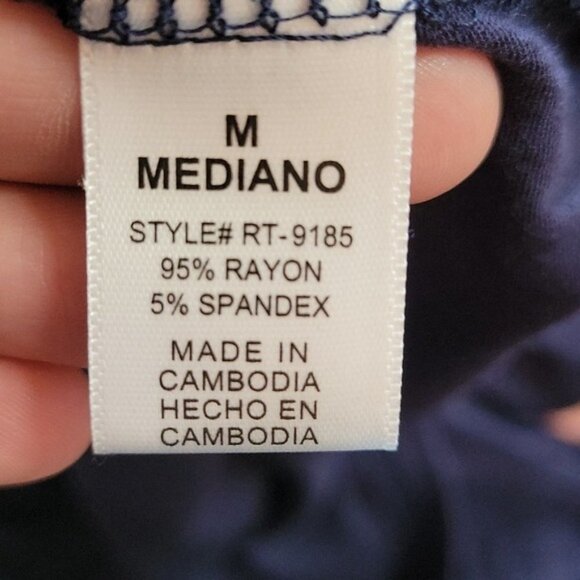 M
MEDIANO
STYLE# RT-9185
95% RAYON
5% SPANDEX
MADE IN
CAMBODIA
HECHO EN
CAMBODIA